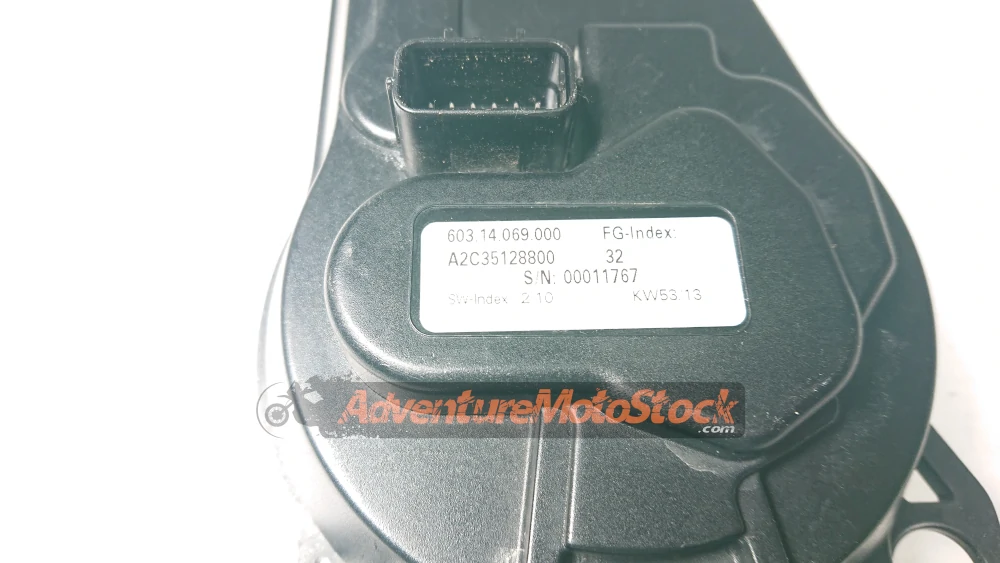 603.14.069.000 FG-Index:
A2C35128800 32
S/N: 00011767
SW-Index 2.10 KW53/13
AdventureMotoStock
.com